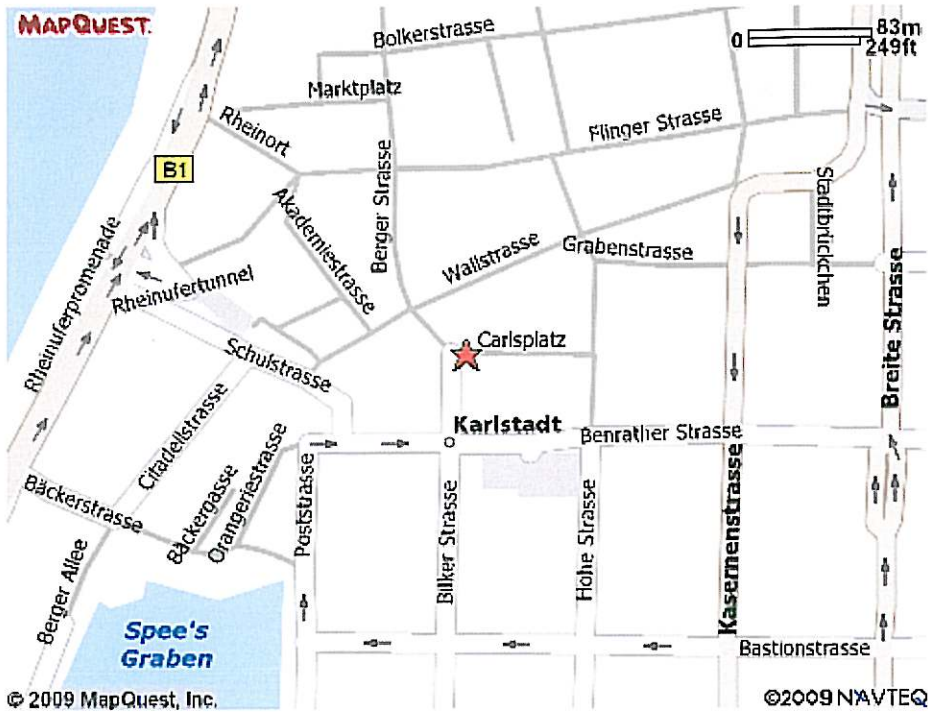 MAPQUEST.
Bolkerstrasse
0
83m
249ft
Marktplatz
Rheinort
Flinger Strasse
B1
Akademiestrasse
Berger Strasse
Stadtbrückchen
Wallstrasse
Grabenstrasse
Rheinuferpromenade
Rheinufertunnel
Breite Strasse
Carlsplatz
Schulstrasse
Citadellstrasse
Karlstadt
Benrather Strasse
Bäckerstrasse
Bäckergasse
Orangeriestrasse
Poststrasse
Bilker Strasse
Hohe Strasse
Kasernenstrasse
Berger Allee
Spee's
Graben
Bastionstrasse
© 2009 MapQuest, Inc.
©2009 NAVTEQ